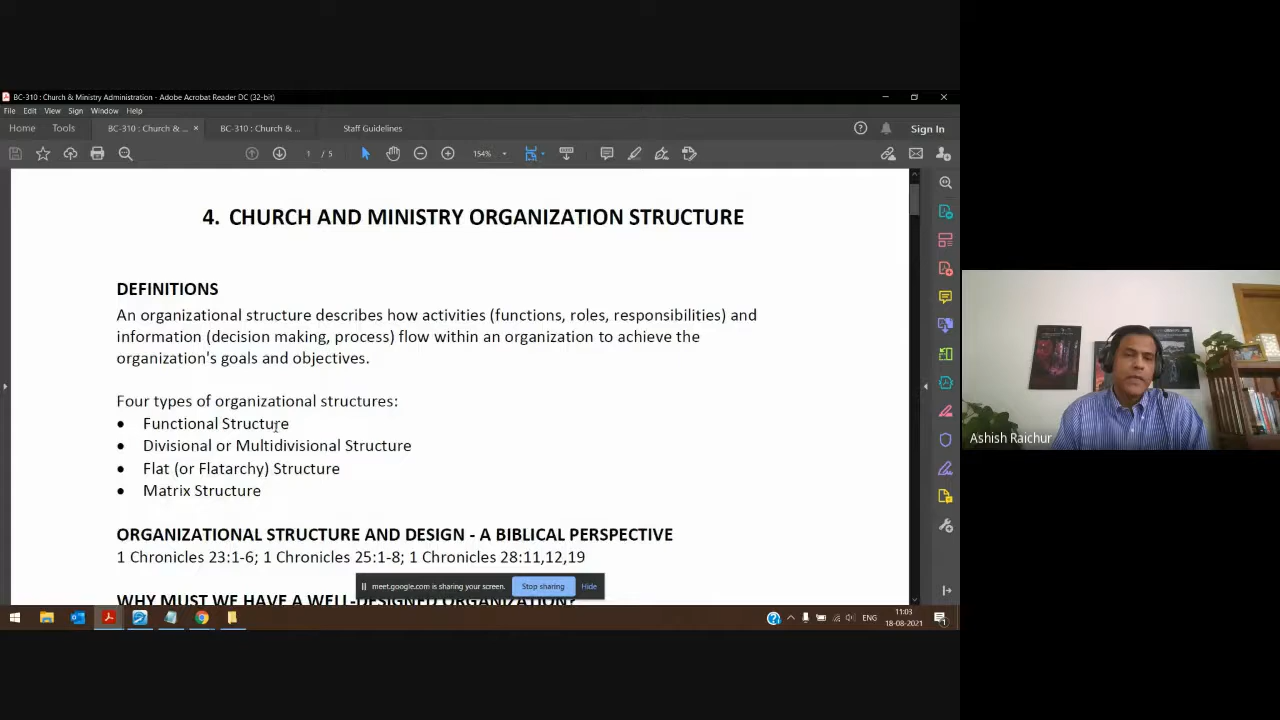 BC-310 : Church & Ministry Administration - Adobe Acrobat Reader DC (32-bit)
File Edit View Sign Window Help
Home Tools BC-310 : Church & ... × BC-310 : Church & ... Staff Guidelines Sign In
1 / 5 154%
4. CHURCH AND MINISTRY ORGANIZATION STRUCTURE
DEFINITIONS
An organizational structure describes how activities (functions, roles, responsibilities) and
information (decision making, process) flow within an organization to achieve the
organization's goals and objectives.
Four types of organizational structures:
• Functional Structure
• Divisional or Multidivisional Structure
• Flat (or Flatarchy) Structure
• Matrix Structure
ORGANIZATIONAL STRUCTURE AND DESIGN - A BIBLICAL PERSPECTIVE
1 Chronicles 23:1-6; 1 Chronicles 25:1-8; 1 Chronicles 28:11,12,19
WHY MUST WE HAVE A WELL-DESIGNED ORGANIZATION?
meet.google.com is sharing your screen. Stop sharing Hide
ENG
11:03
18-08-2021
Ashish Raichur